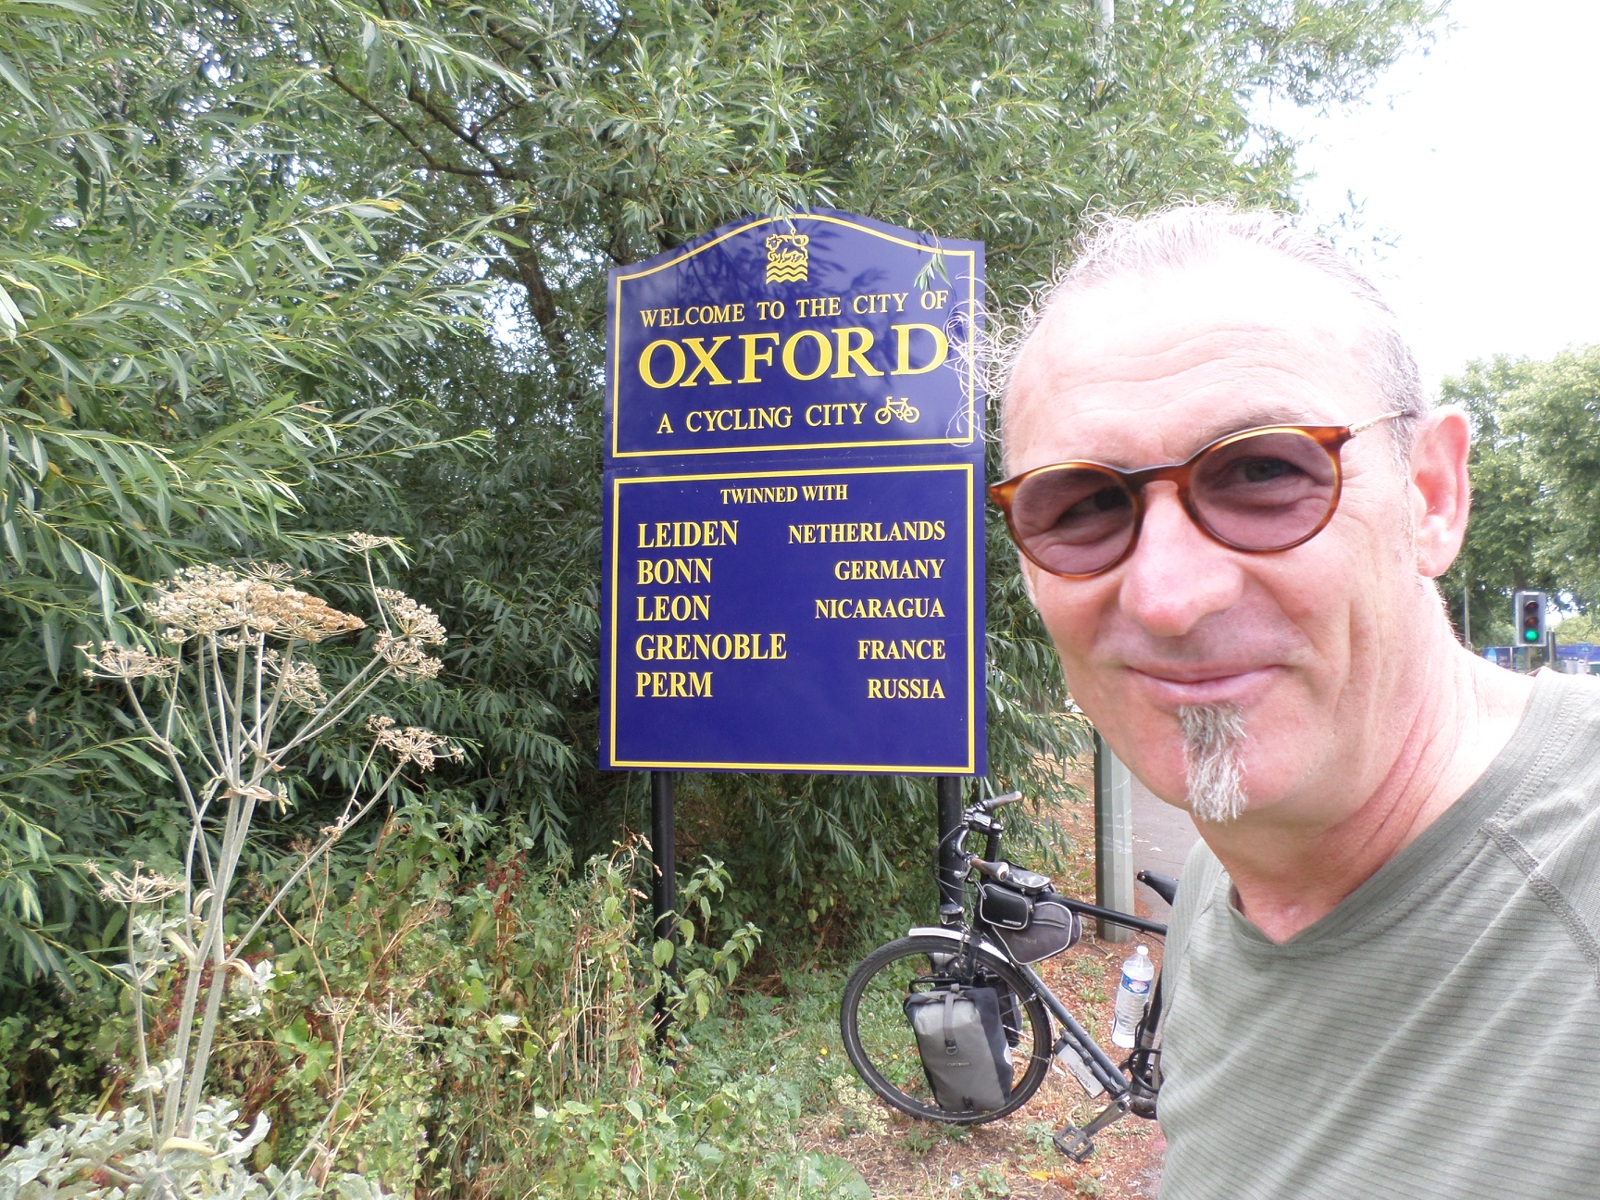 WELCOME TO THE CITY OF
OXFORD
A CYCLING CITY
TWINNED WITH
LEIDEN NETHERLANDS
BONN GERMANY
LEON NICARAGUA
GRENOBLE FRANCE
PERM RUSSIA